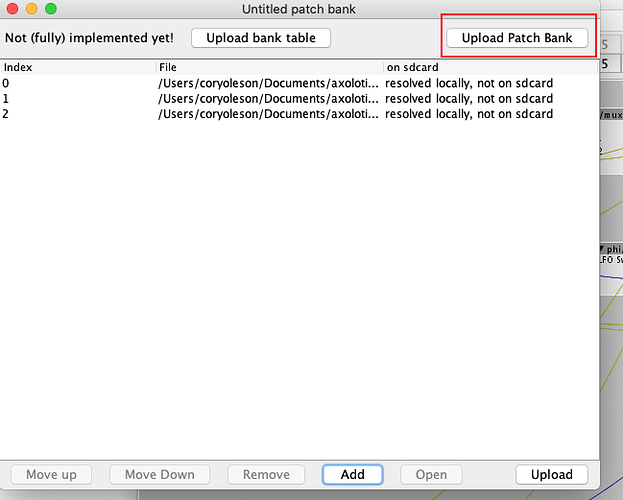 Untitled patch bank
Not (fully) implemented yet! Upload bank table Upload Patch Bank
Index File on sdcard
0 /Users/coryoleson/Documents/axoloti... resolved locally, not on sdcard
1 /Users/coryoleson/Documents/axoloti... resolved locally, not on sdcard
2 /Users/coryoleson/Documents/axoloti... resolved locally, not on sdcard
Move up Move Down Remove Add Open Upload
5
5
/mux
phi/
LFO Sw